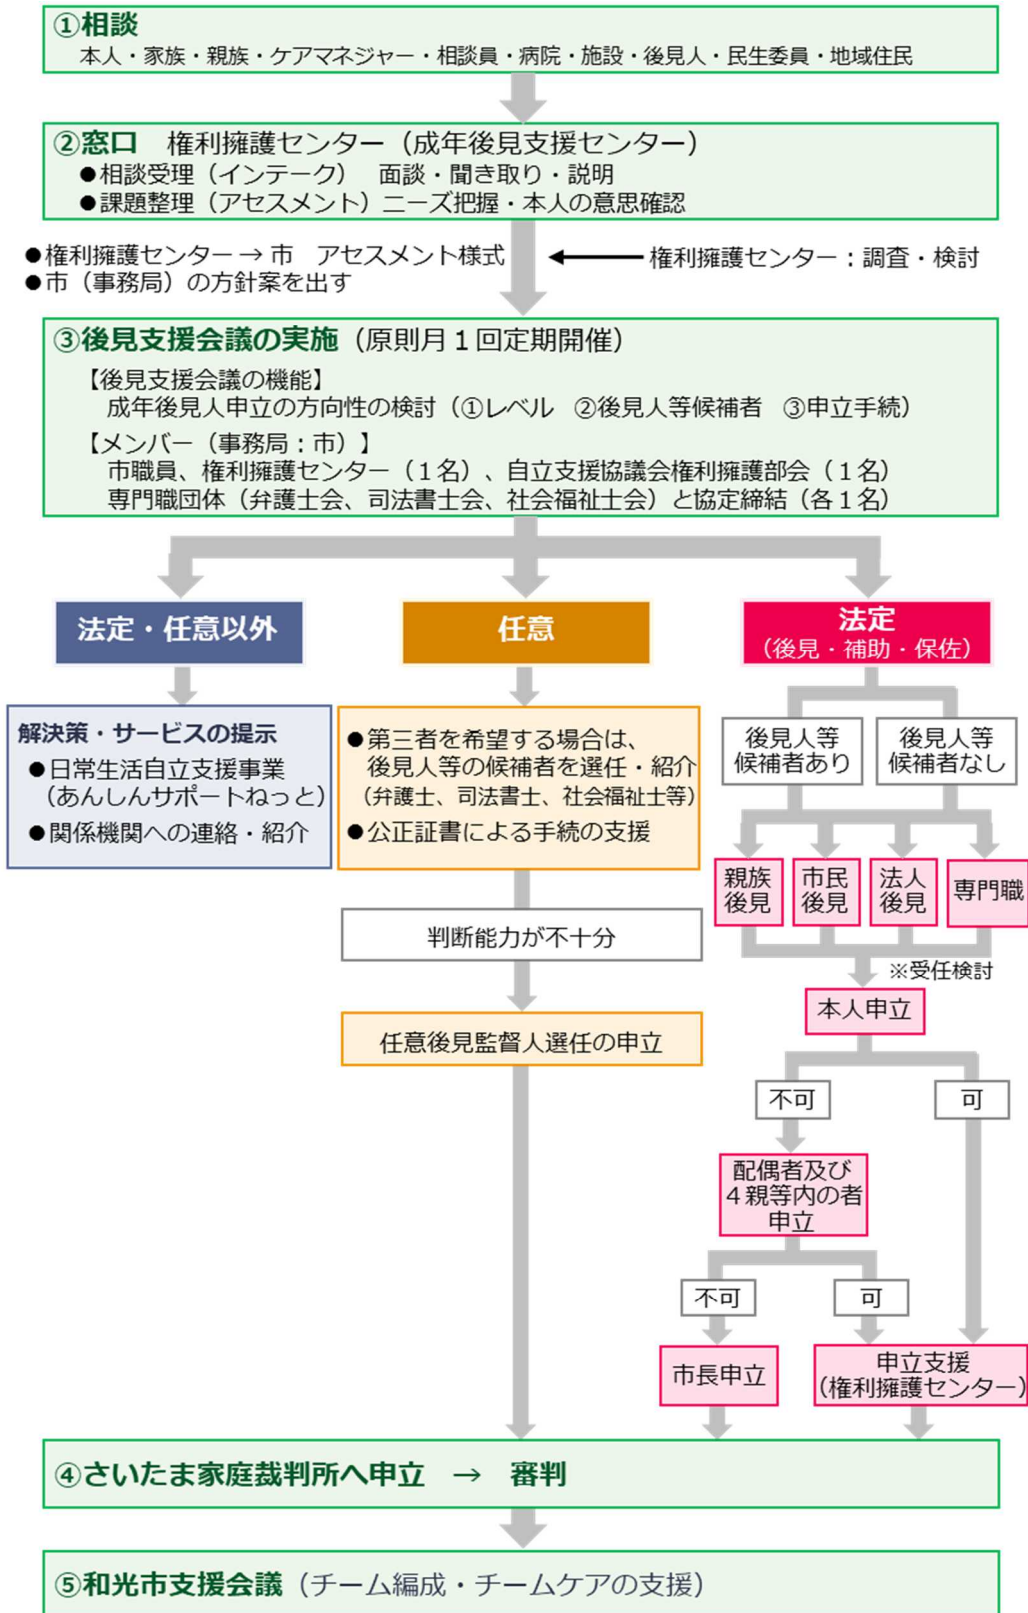 ①相談
本人・家族・親族・ケアマネジャー・相談員・病院・施設・後見人・民生委員・地域住民
②窓口　権利擁護センター（成年後見支援センター）
●相談受理（インテーク）　面談・聞き取り・説明
●課題整理（アセスメント）ニーズ把握・本人の意思確認
●権利擁護センター→ 市　アセスメント様式
●市（事務局）の方針案を出す
権利擁護センター：調査・検討
③後見支援会議の実施（原則月１回定期開催）
【後見支援会議の機能】
成年後見人申立の方向性の検討（①レベル　②後見人等候補者　③申立手続）
【メンバー（事務局：市）】
市職員、権利擁護センター（１名）、自立支援協議会権利擁護部会（１名）
専門職団体（弁護士会、司法書士会、社会福祉士会）と協定締結（各１名）
法定・任意以外
解決策・サービスの提示
●日常生活自立支援事業
（あんしんサポートねっと）
●関係機関への連絡・紹介
任意
●第三者を希望する場合は、
後見人等の候補者を選任・紹介
（弁護士、司法書士、社会福祉士等）
●公正証書による手続の支援
判断能力が不十分
任意後見監督人選任の申立
法定
（後見・補助・保佐）
後見人等
候補者あり
後見人等
候補者なし
親族
後見
市民
後見
法人
後見
専門職
※受任検討
本人申立
不可
可
配偶者及び
４親等内の者
申立
不可
可
市長申立
申立支援
（権利擁護センター）
④さいたま家庭裁判所へ申立　→　審判
⑤和光市支援会議（チーム編成・チームケアの支援）